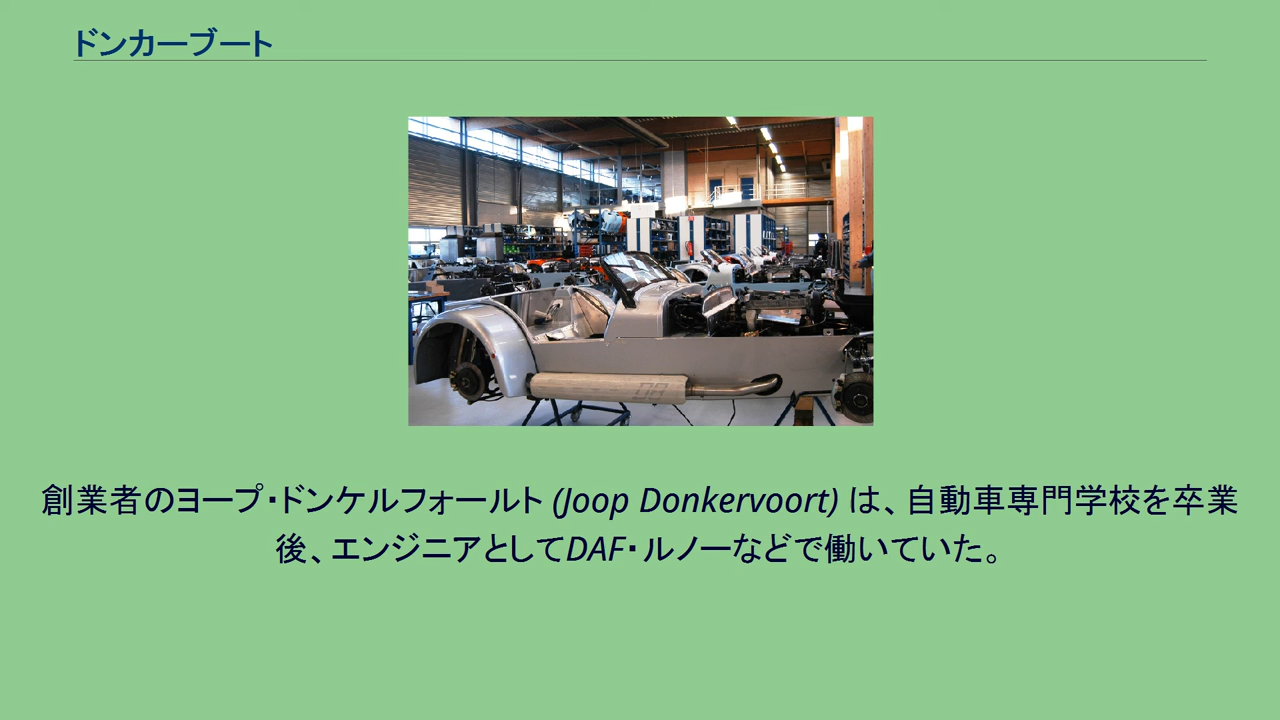 ドンカーブート
創業者のヨープ・ドンケルフォールト (Joop Donkervoort) は、自動車専門学校を卒業
後、エンジニアとしてDAF・ルノーなどで働いていた。